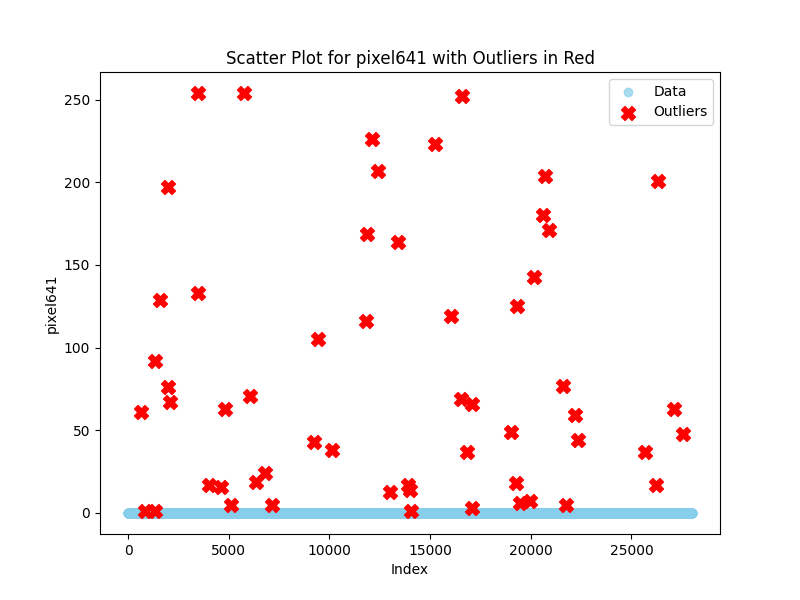 Scatter Plot for pixel641 with Outliers in Red
Data
Outliers
250
200
150
100
50
0
pixel641
0 5000 10000 15000 20000 25000
Index